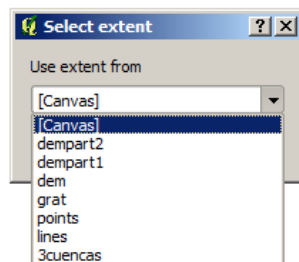 Select extent
Use extent from
[Canvas]
[Canvas]
dempart2
dempart1
dem
grat
points
lines
3cuencas